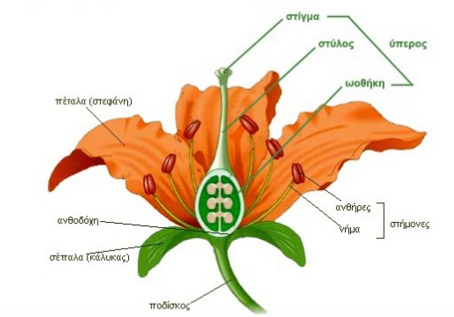 στίγμα
στύλος
ύπερος
ωοθήκη
πέταλα (στεφάνη)
ανθήρες
νήμα
στήμονες
ανθοδόχη
σέπαλα (κάλυκας)
ποδίσκος